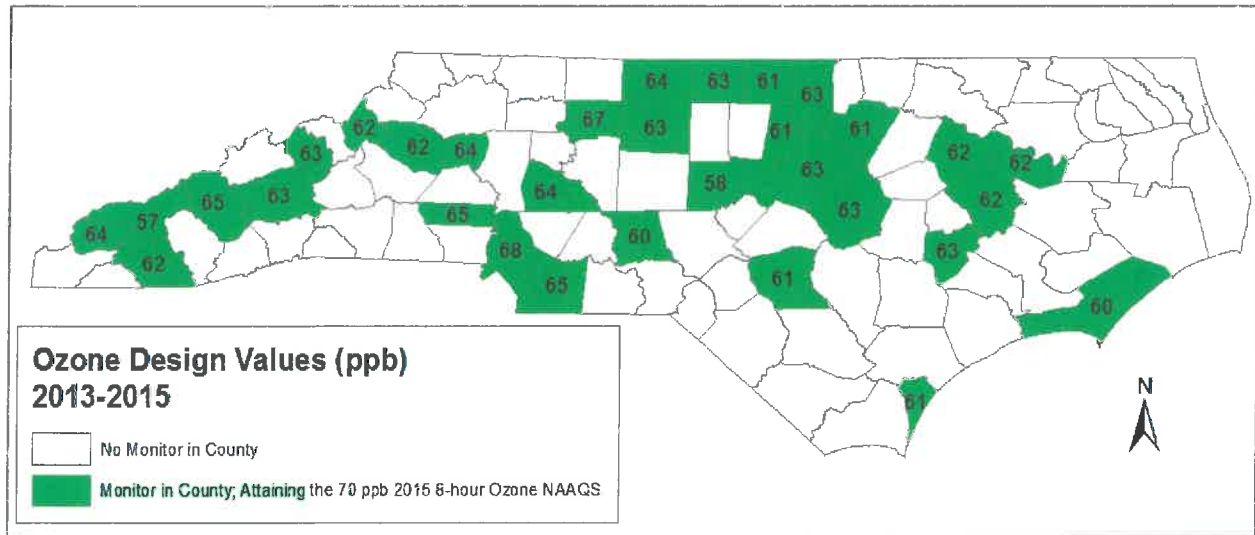 64 63 61
63
67 63 61 61
62
63 62 64 62 62
63 58
65 63 64 62
57 65 63
64 68 60 63
62 65 61 60
61
N
Ozone Design Values (ppb)
2013-2015
No Monitor in County
Monitor in County; Attaining the 70 ppb 2015 8-hour Ozone NAAQS